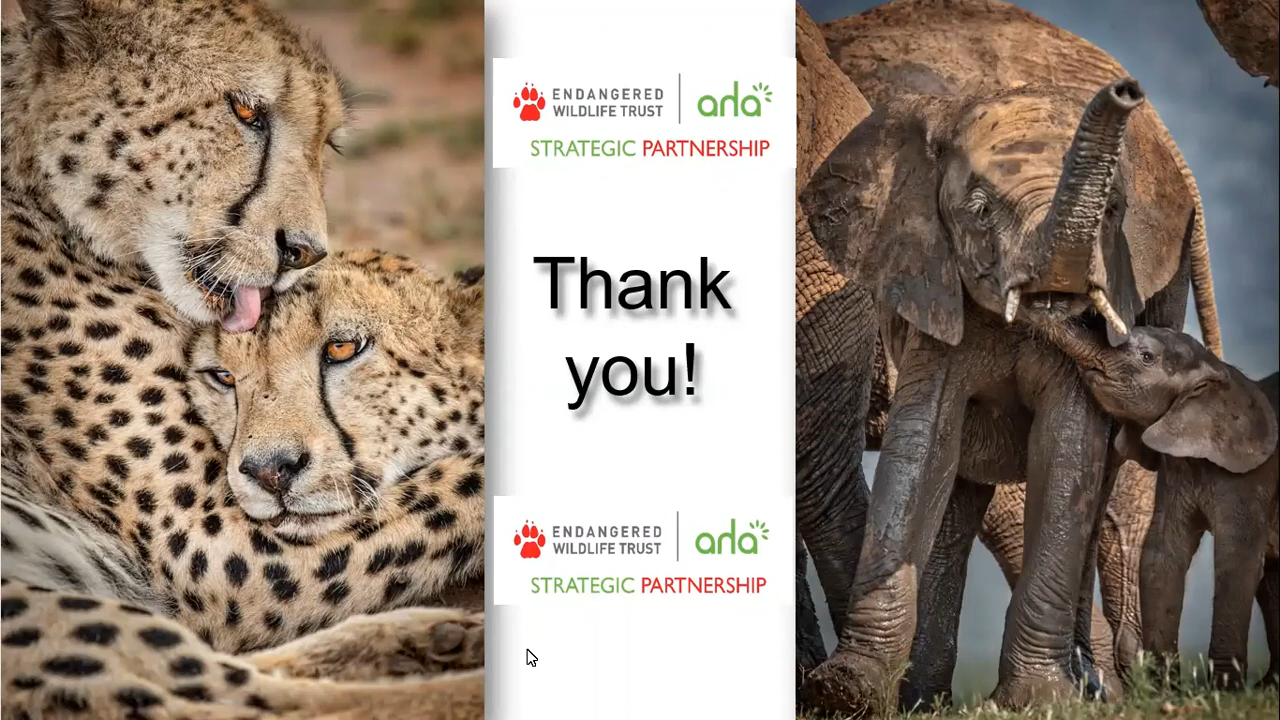 ENDANGERED
WILDLIFE TRUST
arla
STRATEGIC PARTNERSHIP
Thank
you!
ENDANGERED
WILDLIFE TRUST
arla
STRATEGIC PARTNERSHIP